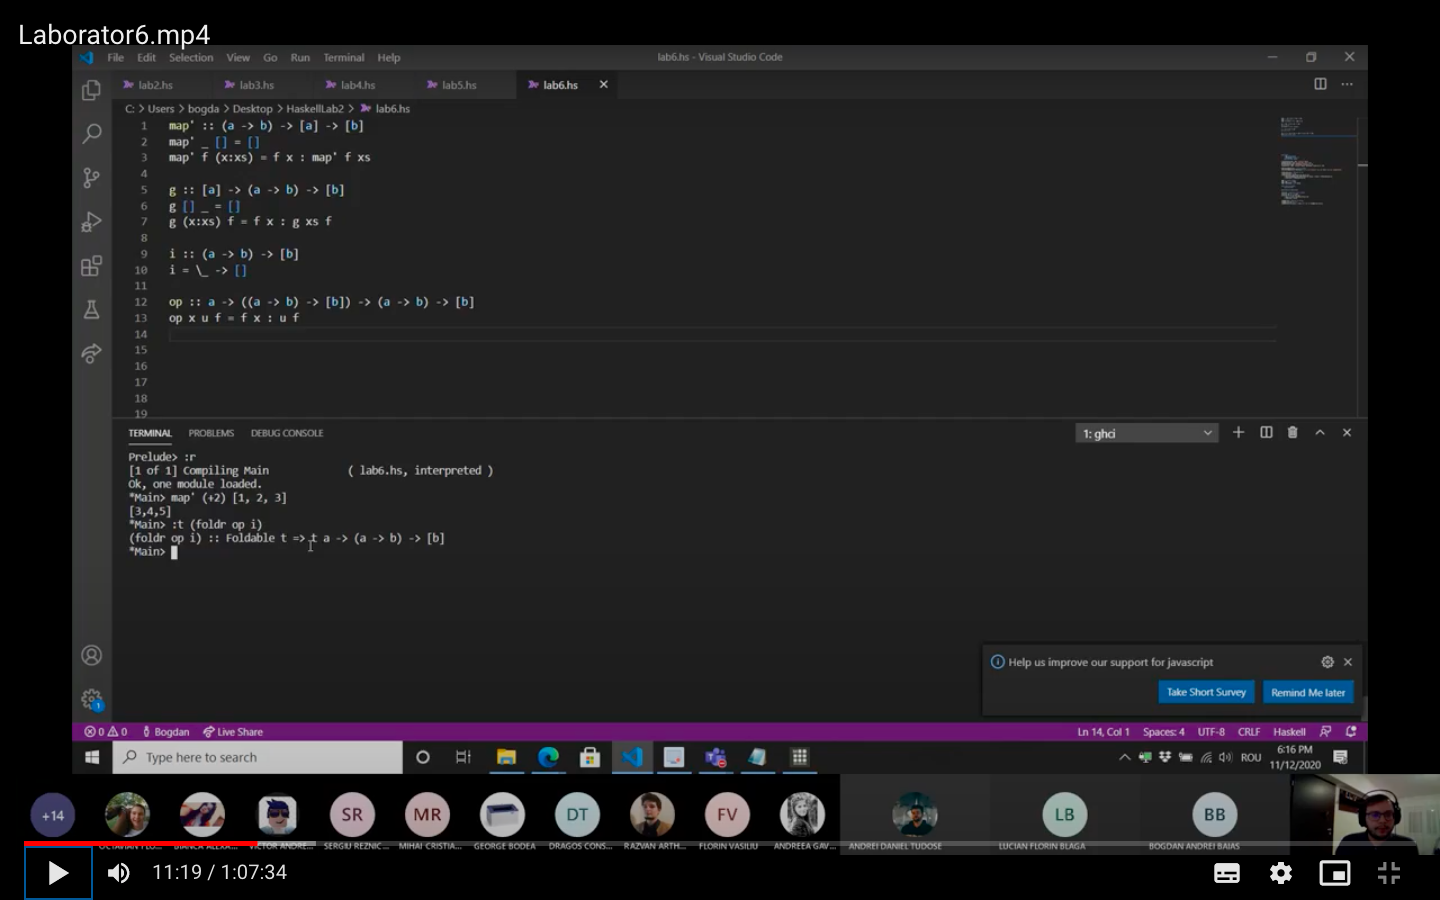 Laborator6.mp4
File Edit Selection View Go Run Terminal Help
lab6.hs - Visual Studio Code
lab2.hs lab3.hs lab4.hs lab5.hs lab6.hs
C: > Users > bogda > Desktop > HaskellLab2 > lab6.hs
1 map' :: (a -> b) -> [a] -> [b]
2 map' _ [] = []
3 map' f (x:xs) = f x : map' f xs
4
5 g :: [a] -> (a -> b) -> [b]
6 g [] _ = []
7 g (x:xs) f = f x : g xs f
8
9 i :: (a -> b) -> [b]
10 i = \_ -> []
11
12 op :: a -> ((a -> b) -> [b]) -> (a -> b) -> [b]
13 op x u f = f x : u f
14
15
16
17
18
19
TERMINAL PROBLEMS DEBUG CONSOLE
1: ghci
Prelude> :r
[1 of 1] Compiling Main ( lab6.hs, interpreted )
Ok, one module loaded.
*Main> map' (+2) [1, 2, 3]
[3,4,5]
*Main> :t (foldr op i)
(foldr op i) :: Foldable t => t a -> (a -> b) -> [b]
*Main>
Help us improve our support for javascript
Take Short Survey Remind Me later
0 0 Bogdan Live Share
Ln 14, Col 1 Spaces: 4 UTF-8 CRLF Haskell
1
Type here to search
ROU
6:16 PM
11/12/2020
+14 SR MR DT FV LB BB
SERGIU REZNIC... MIHAI CRISTIA... GEORGE BODEA DRAGOS CONS... RAZVAN ARTH... FLORIN VASILIU ANDREEA GAV... ANDREI DANIEL TUDOSE LUCIAN FLORIN BLAGA BOGDAN ANDREI BAIAS
11:19 / 1:07:34